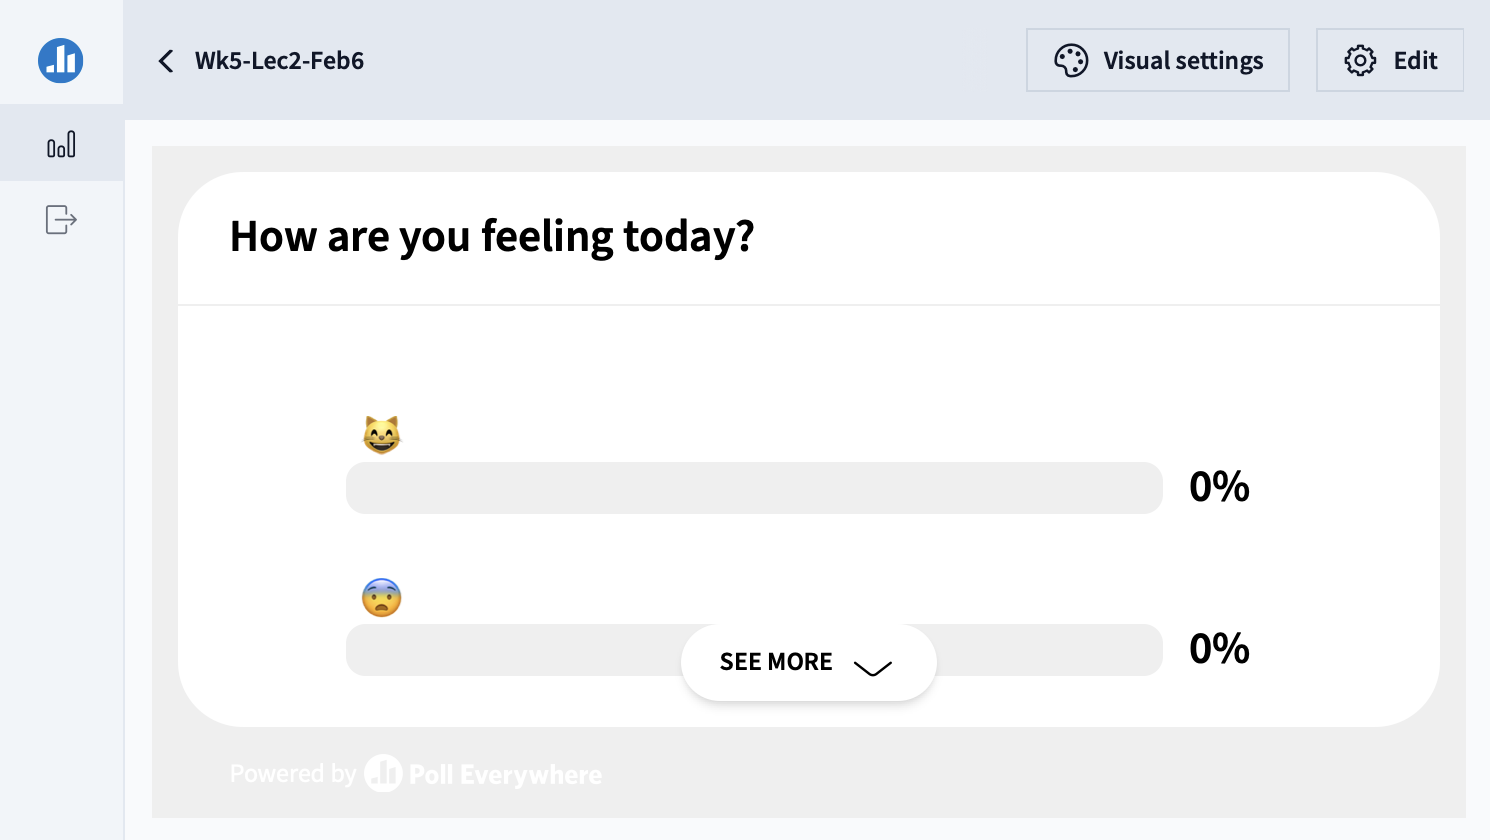 Wk5-Lec2-Feb6
Visual settings
Edit
How are you feeling today?
0%
0%
SEE MORE
Powered by Poll Everywhere